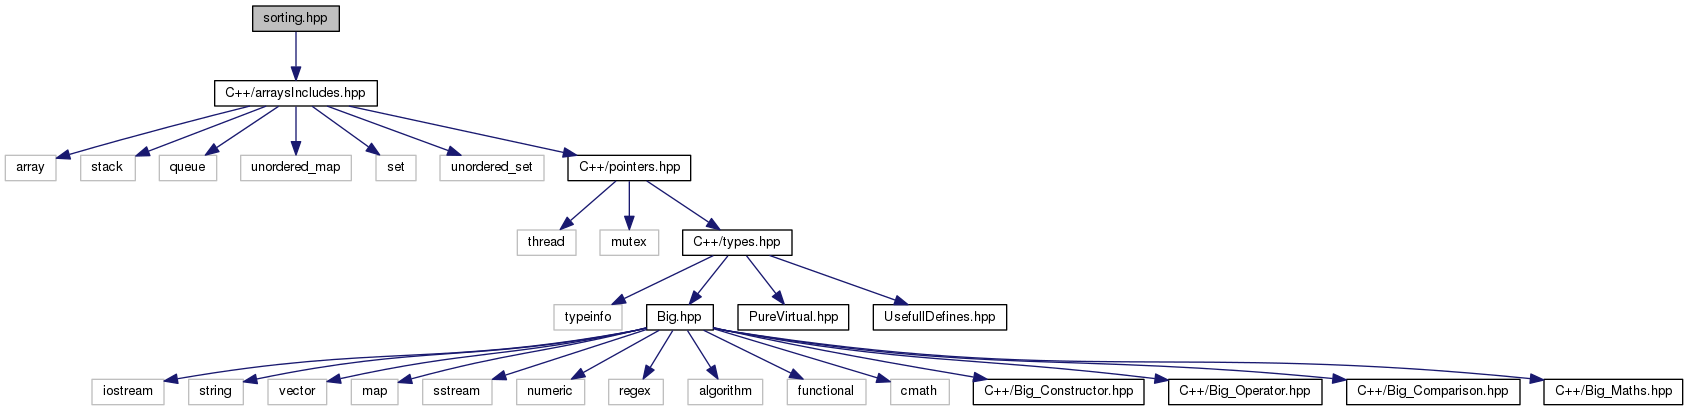 sorting.hpp
C++/arraysIncludes.hpp
array
stack
queue
unordered_map
set
unordered_set
C++/pointers.hpp
thread
mutex
C++/types.hpp
typeinfo
Big.hpp
PureVirtual.hpp
UsefullDefines.hpp
iostream
string
vector
map
sstream
numeric
regex
algorithm
functional
cmath
C++/Big_Constructor.hpp
C++/Big_Operator.hpp
C++/Big_Comparison.hpp
C++/Big_Maths.hpp